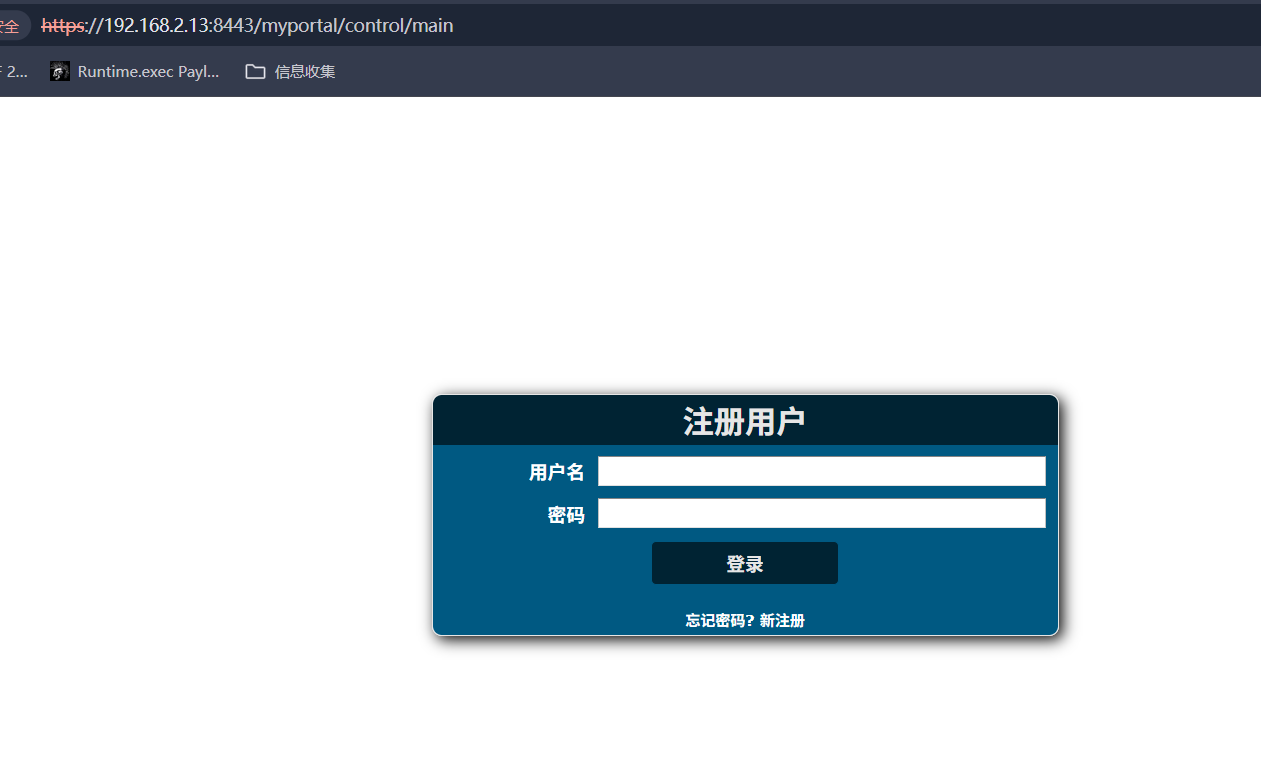 安全 https://192.168.2.13:8443/myportal/control/main
2... Runtime.exec Payl... 信息收集
注册用户
用户名
密码
登录
忘记密码? 新注册